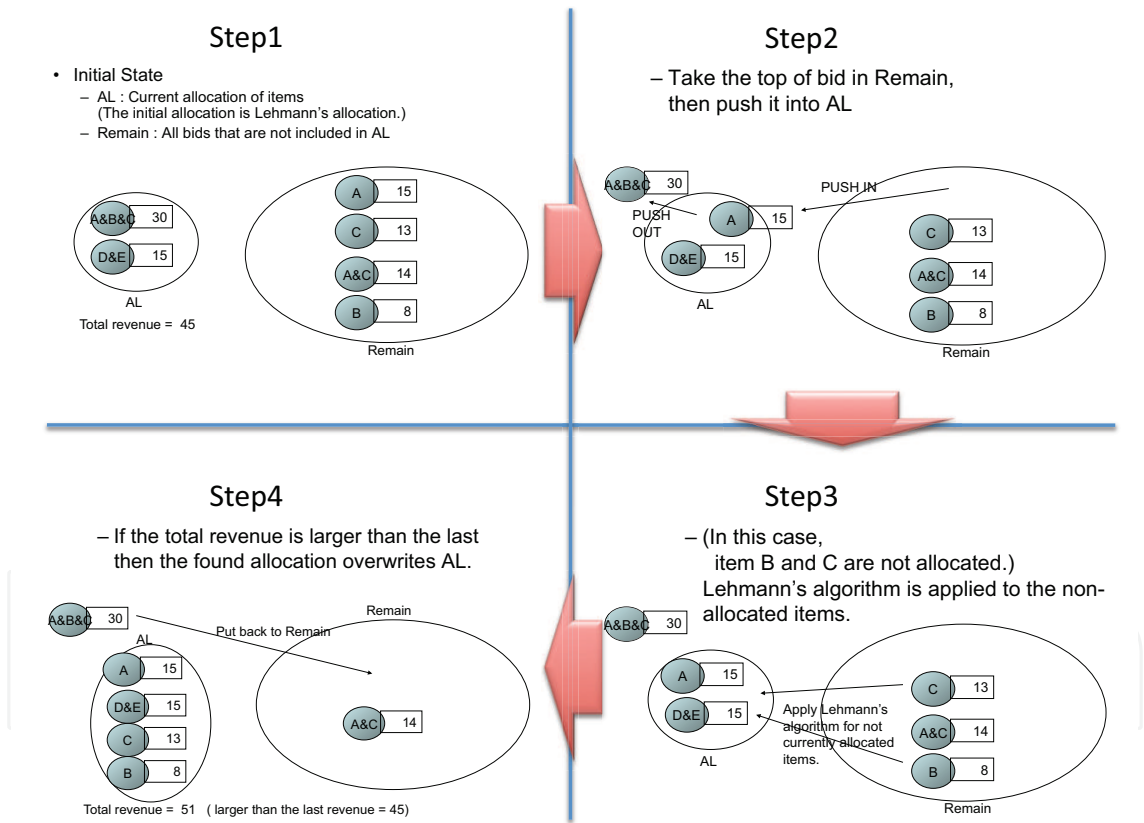 Step1
• Initial State
– AL : Current allocation of items
(The initial allocation is Lehmann's allocation.)
– Remain : All bids that are not included in AL
A&B&C 30
D&E 15
AL
Total revenue = 45
A 15
C 13
A&C 14
B 8
Remain
Step2
– Take the top of bid in Remain,
then push it into AL
A&B&C 30
PUSH
OUT
A 15
D&E 15
AL
PUSH IN
C 13
A&C 14
B 8
Remain
Step4
– If the total revenue is larger than the last
then the found allocation overwrites AL.
A&B&C 30
Put back to Remain
AL
A 15
D&E 15
C 13
B 8
Remain
A&C 14
Total revenue = 51 ( larger than the last revenue = 45)
Step3
– (In this case,
item B and C are not allocated.)
Lehmann's algorithm is applied to the non-
allocated items.
A&B&C 30
A 15
D&E 15
AL
Apply Lehmann's
algorithm for not
currently allocated
items.
C 13
A&C 14
B 8
Remain